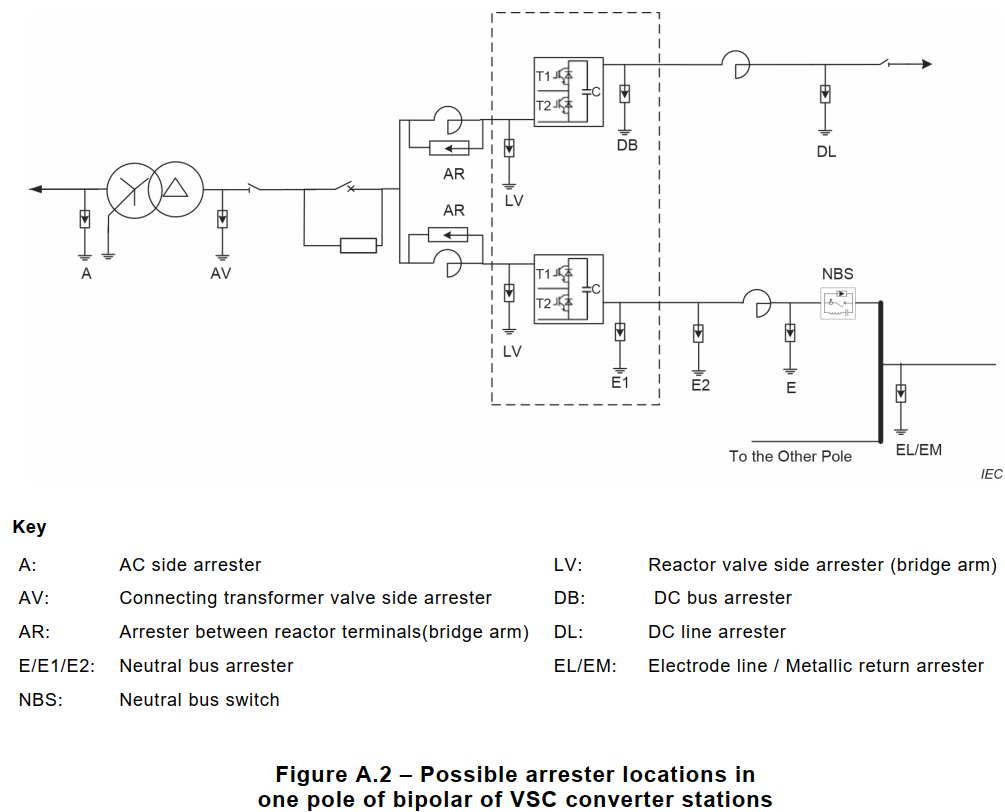 T1
C
T2
DB
DL
AR
LV
AR
A
AV
T1
C
T2
NBS
LV
E1
E2
E
EL/EM
To the Other Pole
IEC
Key
A: AC side arrester LV: Reactor valve side arrester (bridge arm)
AV: Connecting transformer valve side arrester DB: DC bus arrester
AR: Arrester between reactor terminals(bridge arm) DL: DC line arrester
E/E1/E2: Neutral bus arrester EL/EM: Electrode line / Metallic return arrester
NBS: Neutral bus switch
Figure A.2 – Possible arrester locations in
one pole of bipolar of VSC converter stations